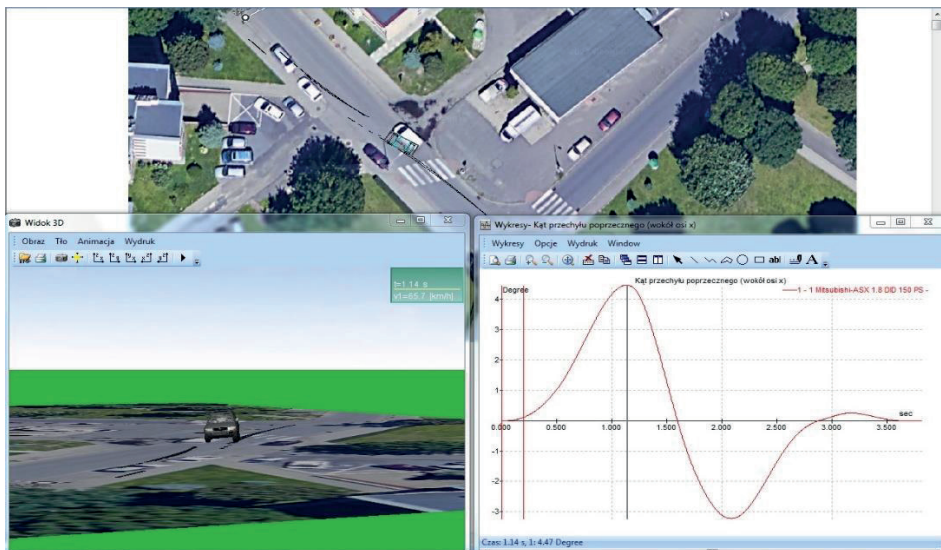 Widok 3D
Obraz Tło Animacja Wydruk
t=1.14 s
v1=65.7 [km/h]
Wykresy- Kąt przechyłu poprzecznego (wokół osi x)
Wykresy Opcje Wydruk Window
abl A
Kąt przechyłu poprzecznego (wokół osi x)
Degree
1 - 1 Mitsubishi-ASX 1.8 DID 150 PS -
4
3
2
1
sec
0.000 0.500 1.000 1.500 2.000 2.500 3.000 3.500
-1
-2
-3
Czas: 1.14 s, 1: 4.47 Degree